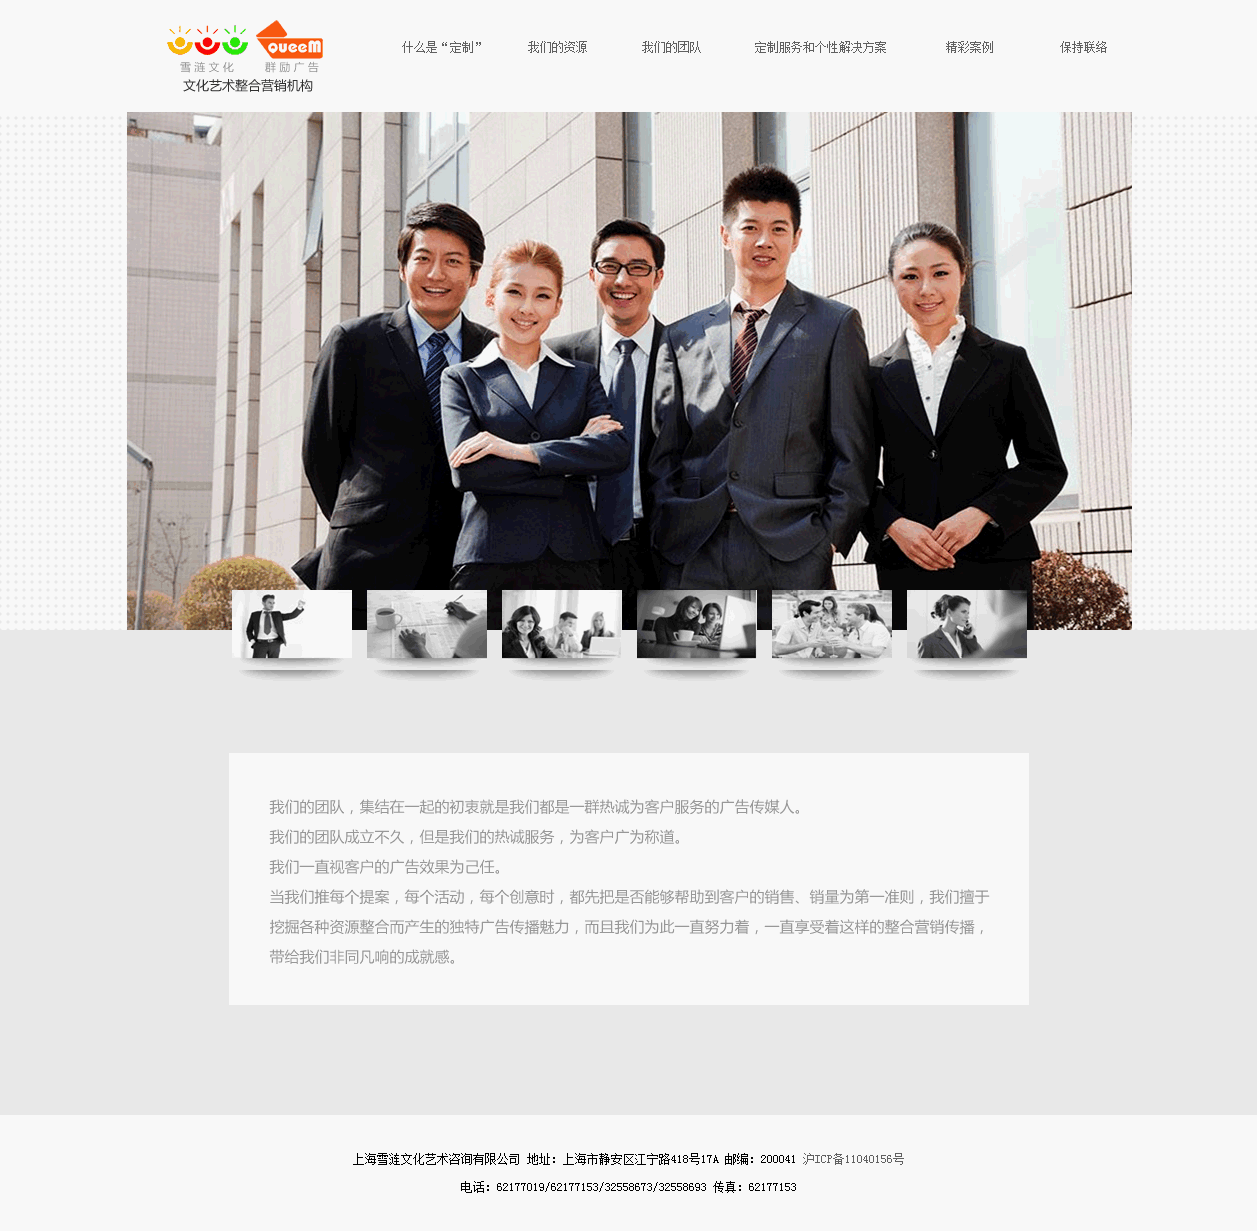 QueeM
雪涟文化 群励广告
文化艺术整合营销机构
什么是“定制” 我们的资源 我们的团队 定制服务和个性解决方案 精彩案例 保持联络
我们的团队，集结在一起的初衷就是我们都是一群热诚为客户服务的广告传媒人。
我们的团队成立不久，但是我们的热诚服务，为客户广为称道。
我们一直视客户的广告效果为己任。
当我们推每个提案，每个活动，每个创意时，都先把是否能够帮助到客户的销售、销量为第一准则，我们擅于
挖掘各种资源整合而产生的独特广告传播魅力，而且我们为此一直努力着，一直享受着这样的整合营销传播，
带给我们非同凡响的成就感。
上海雪涟文化艺术咨询有限公司 地址：上海市静安区江宁路418号17A 邮编：200041 沪ICP备11040156号
电话：62177019/62177153/32558673/32558693 传真：62177153